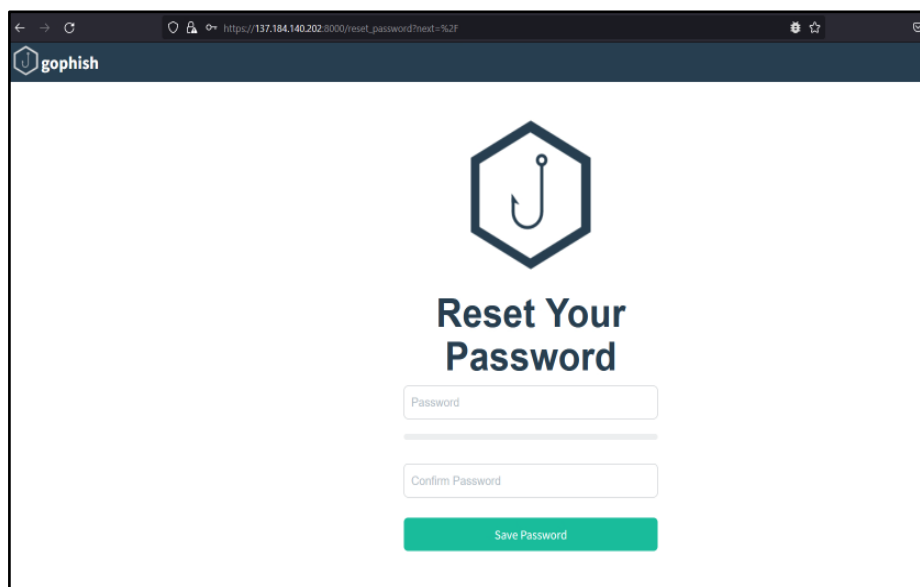 https://137.184.140.202:8000/reset_password?next=%2F
gophish
Reset Your
Password
Password
Confirm Password
Save Password